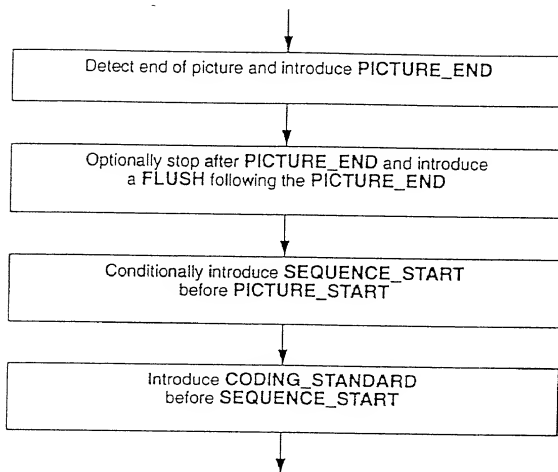 Detect end of picture and introduce PICTURE_END
Optionally stop after PICTURE_END and introduce
a FLUSH following the PICTURE_END
Conditionally introduce SEQUENCE_START
before PICTURE_START
Introduce CODING_STANDARD
before SEQUENCE_START